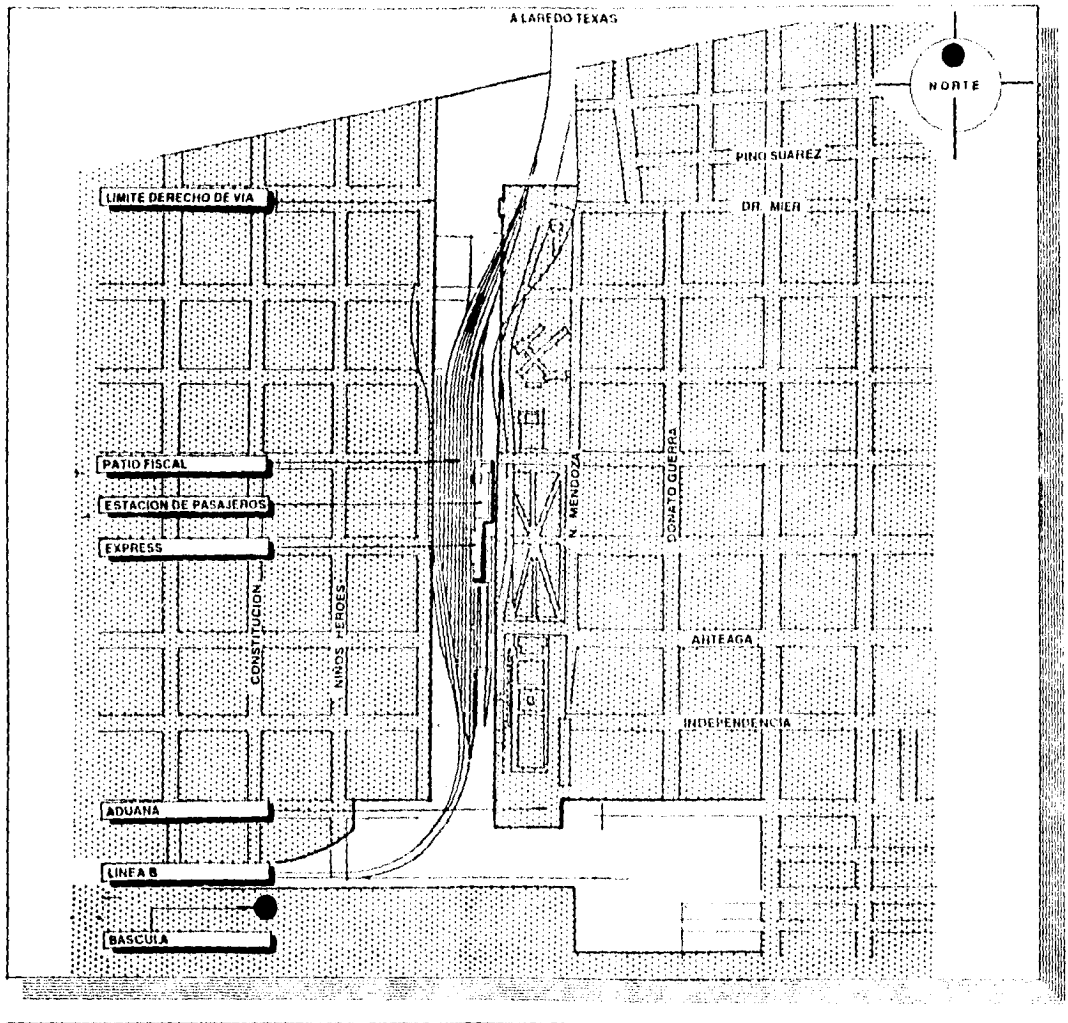 A LAREDO TEXAS
NORTE
PINO SUAREZ
LIMITE DERECHO DE VIA
DR. MIER
PATIO FISCAL
ESTACION DE PASAJEROS
EXPRESS
N. MENDOZA
DONATO GUERRA
CONSTITUCION
NIÑOS HEROES
ARTEAGA
INDEPENDENCIA
ADUANA
LINEA B
BASCULA